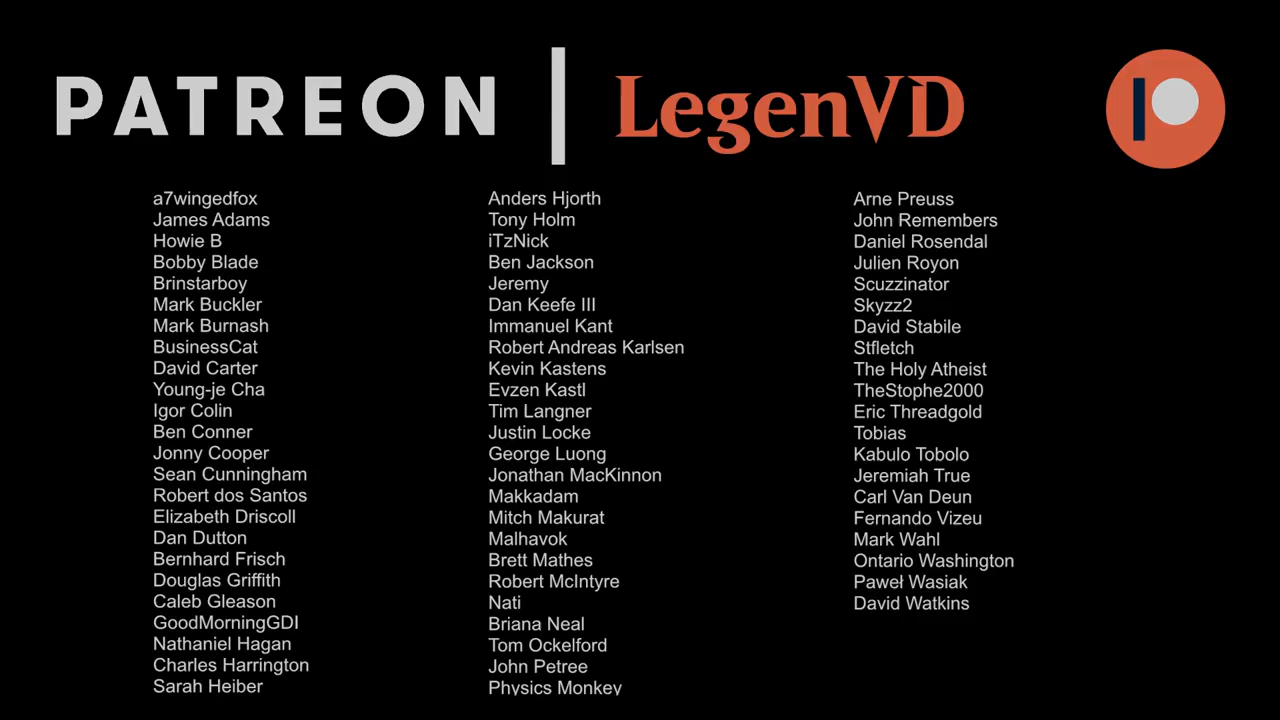 PATREON | LegenVD
a7wingedfox
James Adams
Howie B
Bobby Blade
Brinstarboy
Mark Buckler
Mark Burnash
BusinessCat
David Carter
Young-je Cha
Igor Colin
Ben Conner
Jonny Cooper
Sean Cunningham
Robert dos Santos
Elizabeth Driscoll
Dan Dutton
Bernhard Frisch
Douglas Griffith
Caleb Gleason
GoodMorningGDI
Nathaniel Hagan
Charles Harrington
Sarah Heiber
Anders Hjorth
Tony Holm
iTzNick
Ben Jackson
Jeremy
Dan Keefe III
Immanuel Kant
Robert Andreas Karlsen
Kevin Kastens
Evzen Kastl
Tim Langner
Justin Locke
George Luong
Jonathan MacKinnon
Makkadam
Mitch Makurat
Malhavok
Brett Mathes
Robert McIntyre
Nati
Briana Neal
Tom Ockelford
John Petree
Physics Monkey
Arne Preuss
John Remembers
Daniel Rosendal
Julien Royon
Scuzzinator
Skyzz2
David Stabile
Stfletch
The Holy Atheist
TheStophe2000
Eric Threadgold
Tobias
Kabulo Tobolo
Jeremiah True
Carl Van Deun
Fernando Vizeu
Mark Wahl
Ontario Washington
Paweł Wasiak
David Watkins